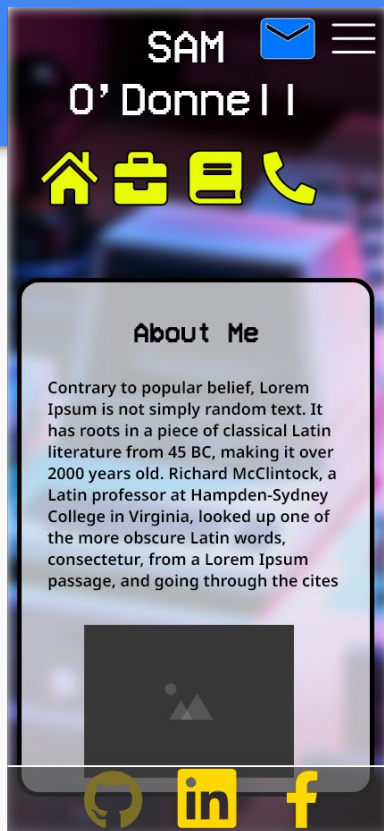 SAM
O'Donnell
About Me
Contrary to popular belief, Lorem
Ipsum is not simply random text. It
has roots in a piece of classical Latin
literature from 45 BC, making it over
2000 years old. Richard McClintock, a
Latin professor at Hampden-Sydney
College in Virginia, looked up one of
the more obscure Latin words,
consectetur, from a Lorem Ipsum
passage, and going through the cites
in
f